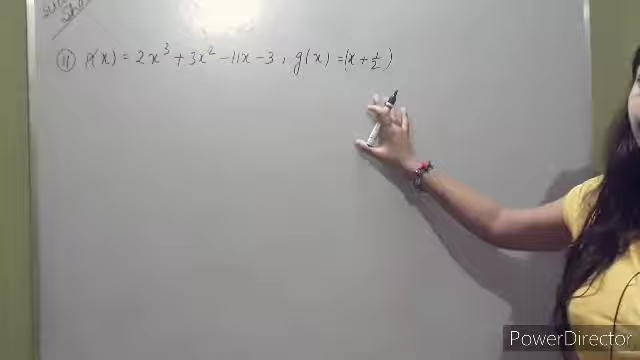 11 p(x) = 2x³ + 3x² - 11x - 3, g(x) = (x + 1/2)
PowerDirector